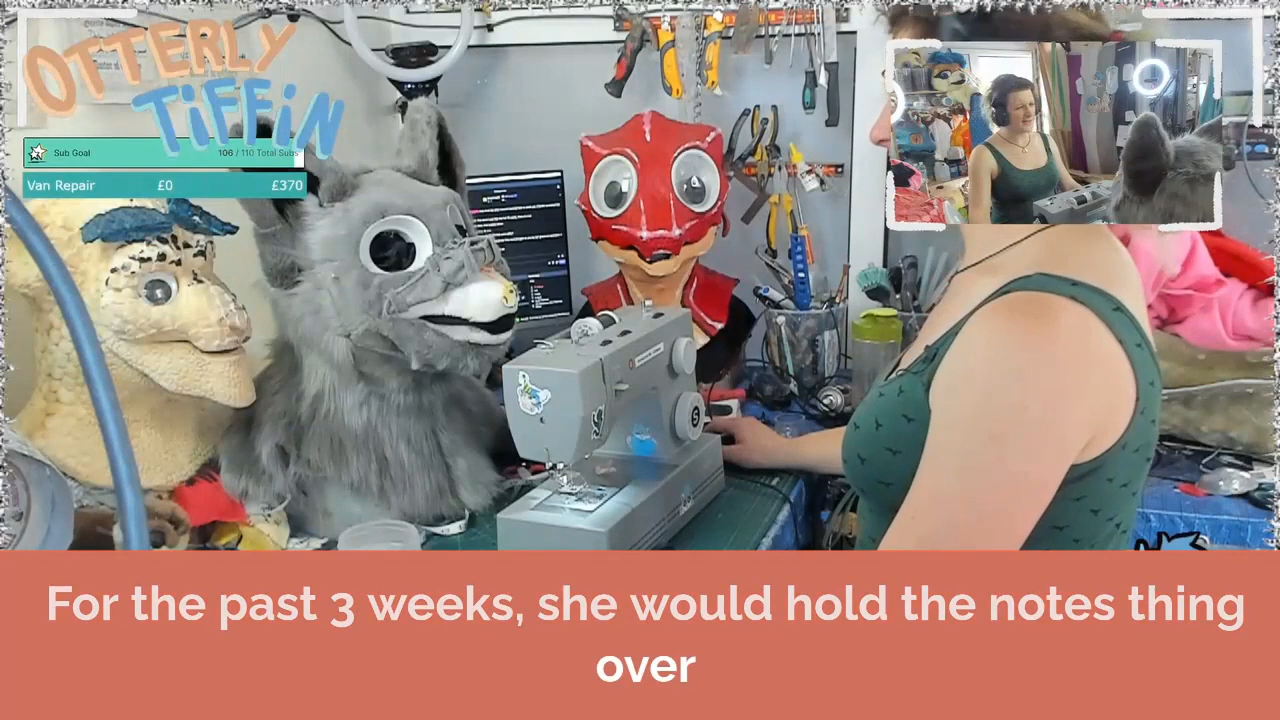 OTTERLY
TiFFiN
Sub Goal
106 / 110 Total Subs
Van Repair £0 £370
For the past 3 weeks, she would hold the notes thing
over